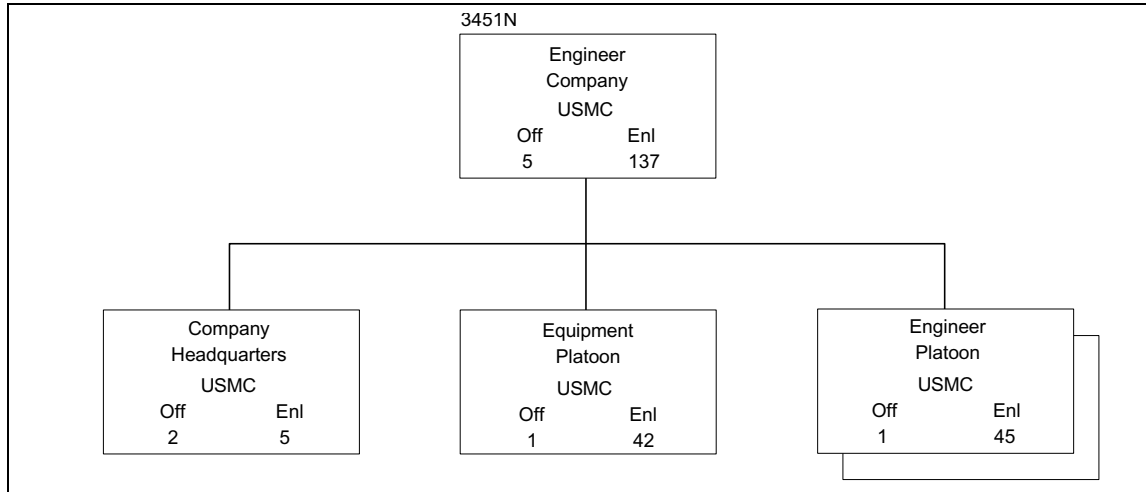 3451N
Engineer
Company
USMC
Off Enl
5 137
Company
Headquarters
USMC
Off Enl
2 5
Equipment
Platoon
USMC
Off Enl
1 42
Engineer
Platoon
USMC
Off Enl
1 45